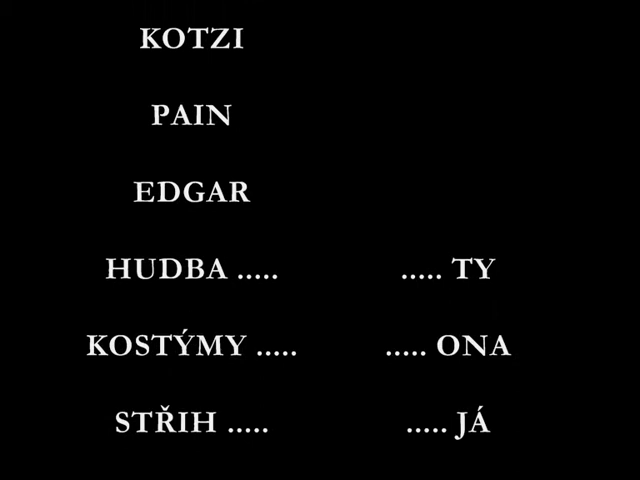 KOTZI
PAIN
EDGAR
HUDBA ..... ..... TY
KOSTÝMY ..... ..... ONA
STŘIH ..... ..... JÁ